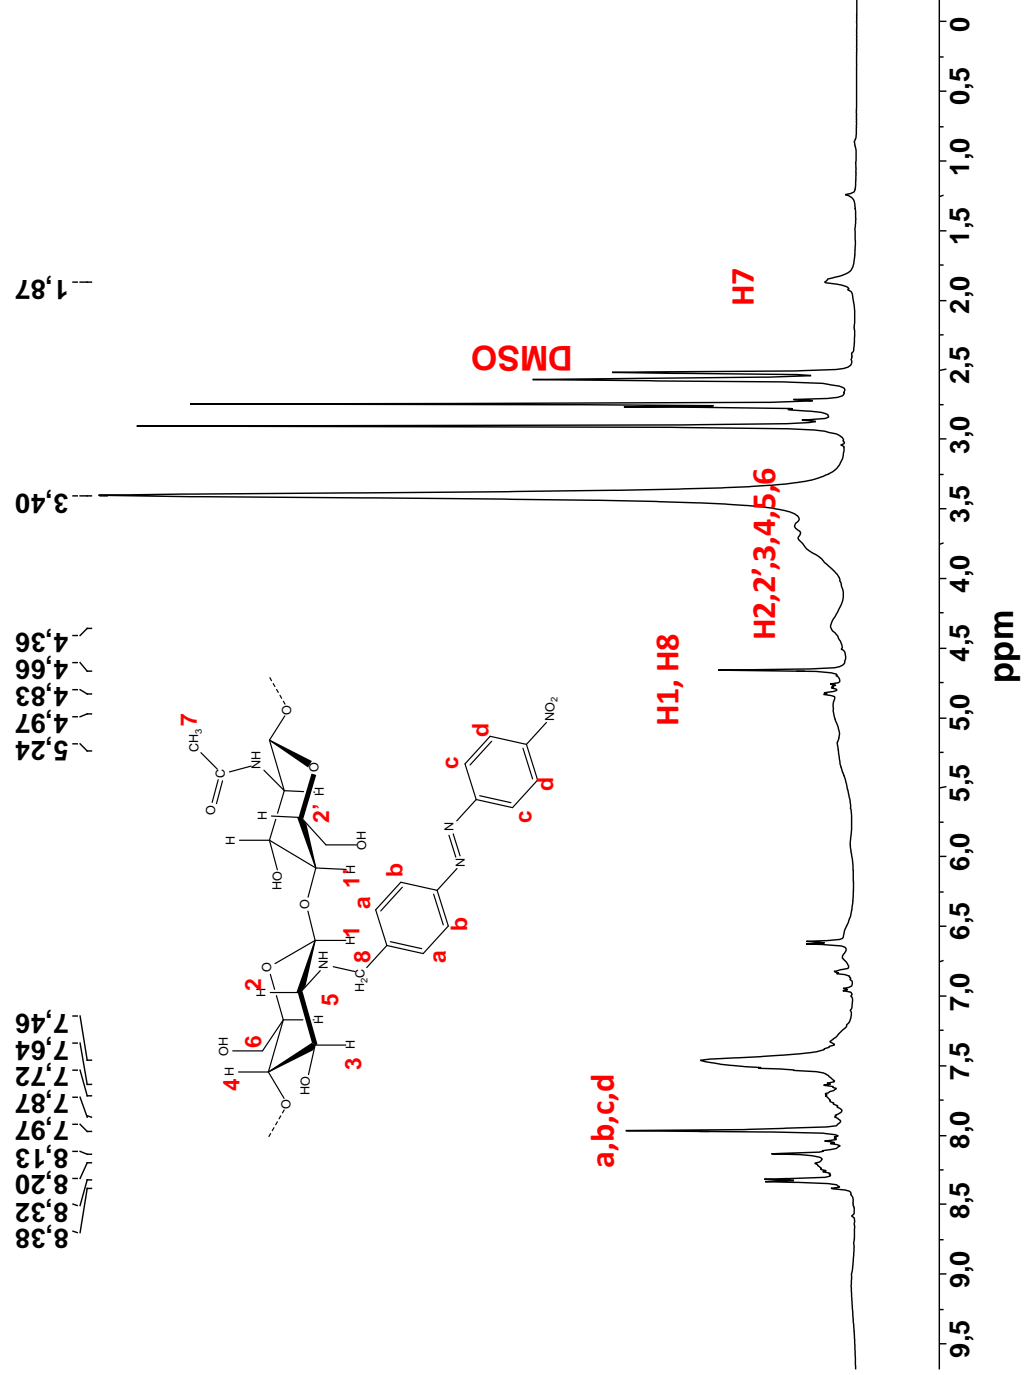 8,38
8,32
8,20
8,13
7,97
7,87
7,72
7,64
7,46
5,24
4,97
4,83
4,66
4,36
3,40
1,87
DMSO
H7
H2,2’,3,4,5,6
H1, H8
a,b,c,d
CH₃ 7
O
C
NH
O
H
H
O
H
2’
HO
OH
O
H
1'
H
1
O
H
2
NH
5
H
H₂C
8
OH
6
H
4
HO
H
3
O
a
a
b
b
N
N
c
c
d
d
NO₂
9,5
9,0
8,5
8,0
7,5
7,0
6,5
6,0
5,5
5,0
4,5
4,0
3,5
3,0
2,5
2,0
1,5
1,0
0,5
0
ppm